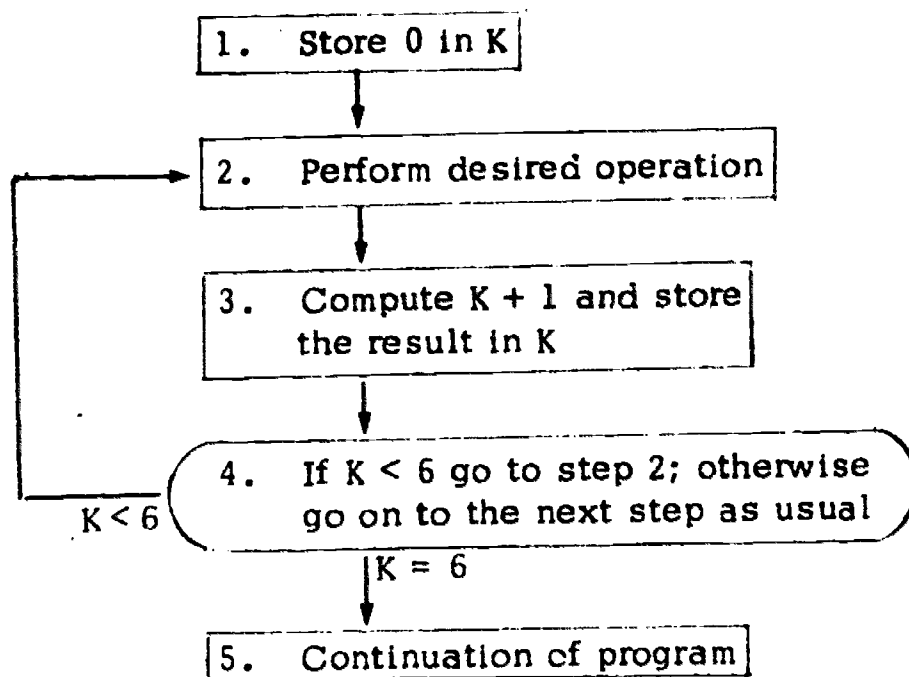 1. Store 0 in K
2. Perform desired operation
3. Compute K + 1 and store
the result in K
4. If K < 6 go to step 2; otherwise
go on to the next step as usual
K < 6
K = 6
5. Continuation of program